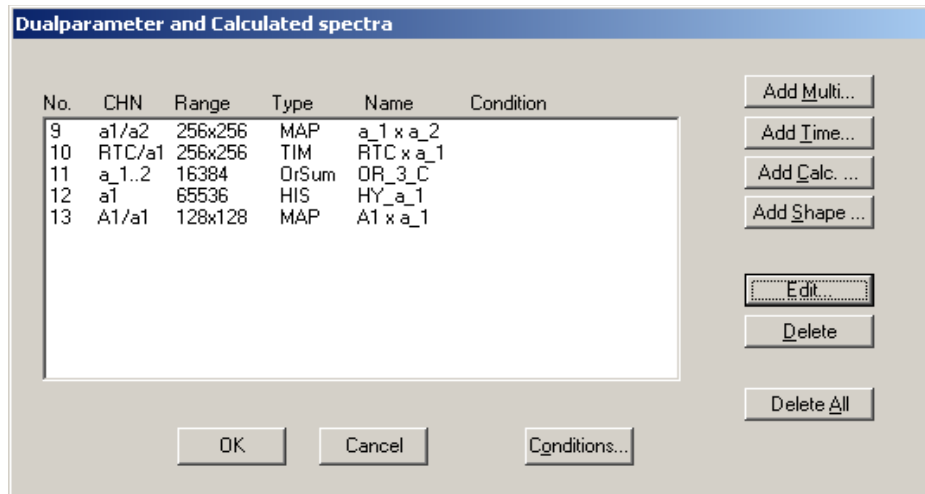 Dualparameter and Calculated spectra
No. CHN Range Type Name Condition
9 a1/a2 256x256 MAP a_1 x a_2
10 RTC/a1 256x256 TIM RTC x a_1
11 a_1..2 16384 OrSum OR_3_C
12 a1 65536 HIS HY_a_1
13 A1/a1 128x128 MAP A1 x a_1
Add Multi...
Add Time...
Add Calc. ...
Add Shape ...
Edit...
Delete
Delete All
OK Cancel Conditions...